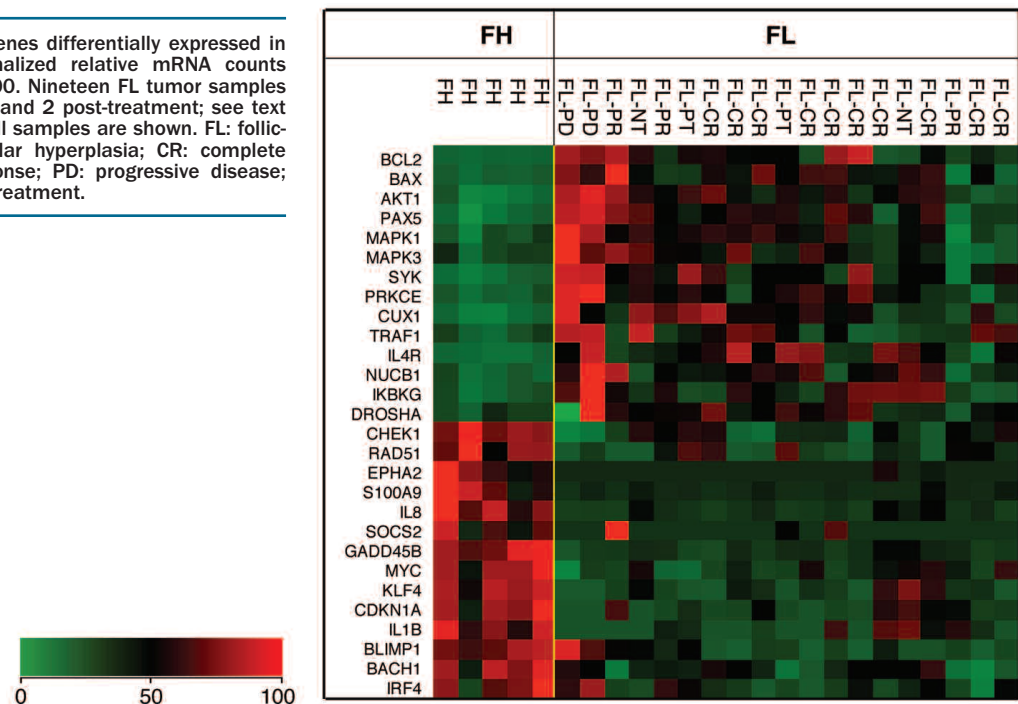 enes differentially expressed in
alized relative mRNA counts
00. Nineteen FL tumor samples
and 2 post-treatment; see text
ll samples are shown. FL: follic-
lar hyperplasia; CR: complete
onse; PD: progressive disease;
reatment.
FH
FL
FH
FH
FH
FH
FH
FL-PD
FL-PD
FL-PR
FL-NT
FL-PR
FL-PT
FL-CR
FL-CR
FL-CR
FL-PT
FL-CR
FL-CR
FL-CR
FL-CR
FL-NT
FL-CR
FL-PR
FL-CR
FL-CR
BCL2
BAX
AKT1
PAX5
MAPK1
MAPK3
SYK
PRKCE
CUX1
TRAF1
IL4R
NUCB1
IKBKG
DROSHA
CHEK1
RAD51
EPHA2
S100A9
IL8
SOCS2
GADD45B
MYC
KLF4
CDKN1A
IL1B
BLIMP1
BACH1
IRF4
0 50 100